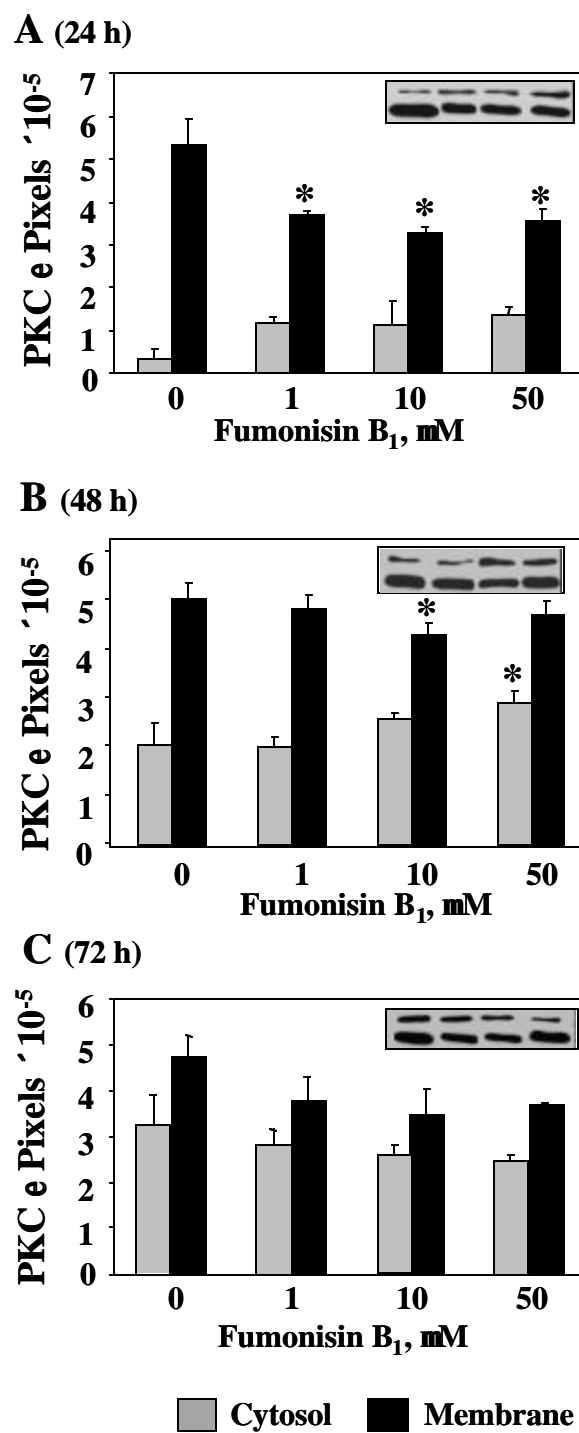 A (24 h)
PKC e Pixels ´10-5
7
6
5
4
3
2
1
0
* * *
0 1 10 50
Fumonisin B1, mM
B (48 h)
PKC e Pixels ´10-5
6
5
4
3
2
1
0
* *
0 1 10 50
Fumonisin B1, mM
C (72 h)
PKC e Pixels ´10-5
6
5
4
3
2
1
0
0 1 10 50
Fumonisin B1, mM
Cytosol Membrane